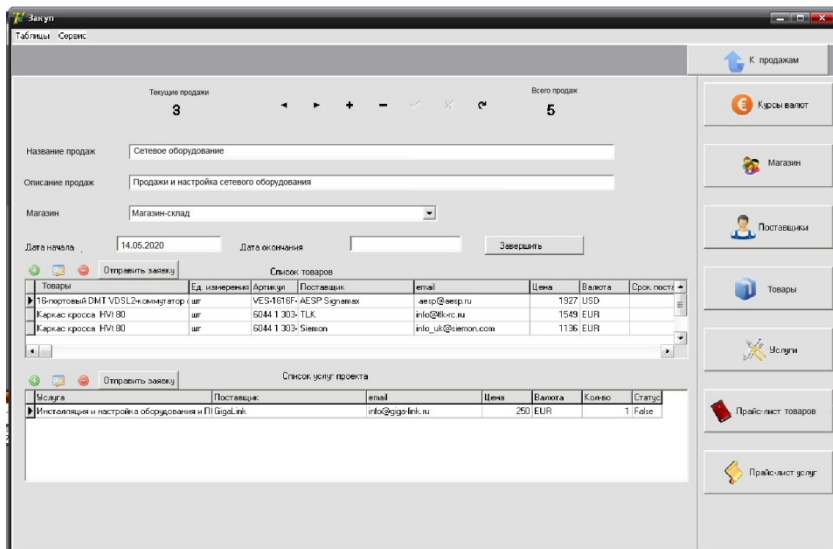 Закуп
Таблицы Сервис
К продажам
Текущие продажи
Всего продаж
3
5
Курсы валют
Название продаж Сетевое оборудование
Магазин
Описание продаж Продажи и настройка сетевого оборудования
Магазин Магазин-склад
Поставщики
Дата начала 14.05.2020 Дата окончания Завершить
Отправить заявку Список товаров
Товары Ед. измерения Артикул Поставщик email Цена Валюта Срок поста
16-портовый DMT VDSL2-коммутатор шт VES-1616F- AESP Signamax aesp@aesp.ru 1927 USD
Товары
Каркас кросса HVt 80 шт 6044 1 303- TLK info@tlk-rc.ru 1549 EUR
Каркас кросса HVt 80 шт 6044 1 303- Siemon info_uk@siemon.com 1136 EUR
Услуги
Отправить заявку Список услуг проекта
Услуга Поставщик email Цена Валюта Кол-во Статус
Инсталляция и настройка оборудования и GigaLink info@giga-link.ru 250 EUR 1 False
Прайс-лист товаров
Прайс-лист услуг